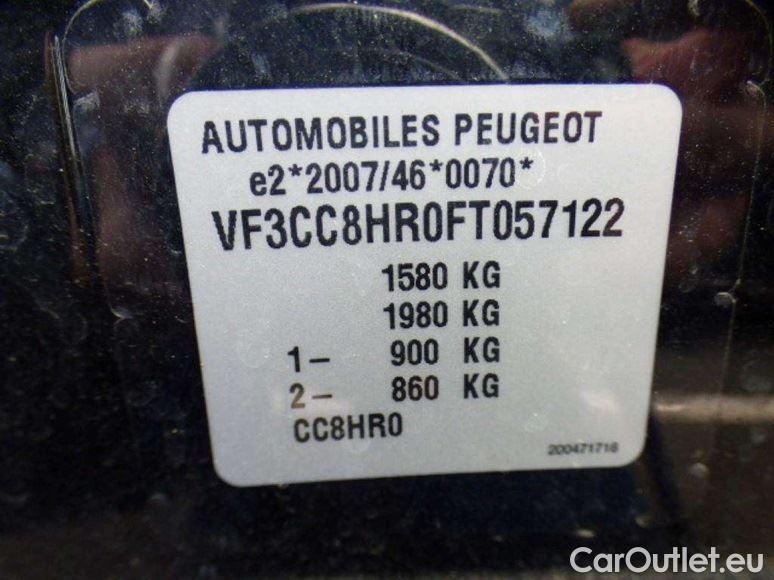 AUTOMOBILES PEUGEOT
e2*2007/46*0070*
VF3CC8HR0FT057122
1580 KG
1980 KG
1- 900 KG
2- 860 KG
CC8HR0
200471716
CarOutlet.eu